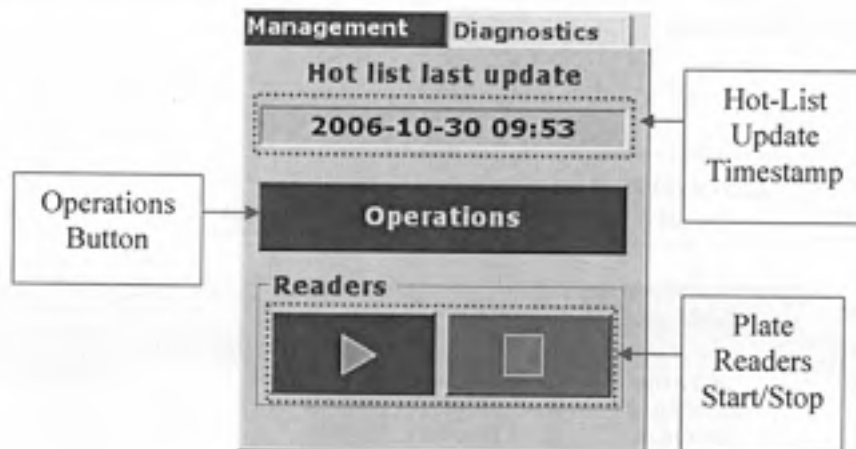 Management Diagnostics
Hot list last update
2006-10-30 09:53
Hot-List
Update
Timestamp
Operations
Button
Operations
Readers
Plate
Readers
Start/Stop